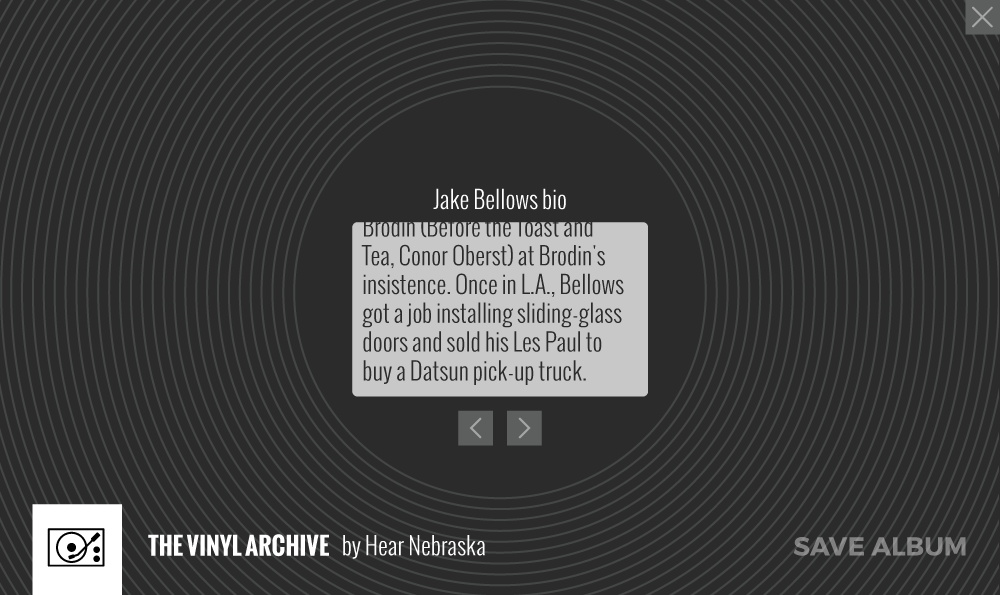 Jake Bellows bio
Brodin (Before the Toast and
Tea, Conor Oberst) at Brodin's
insistence. Once in L.A., Bellows
got a job installing sliding-glass
doors and sold his Les Paul to
buy a Datsun pick-up truck.
THE VINYL ARCHIVE by Hear Nebraska
SAVE ALBUM